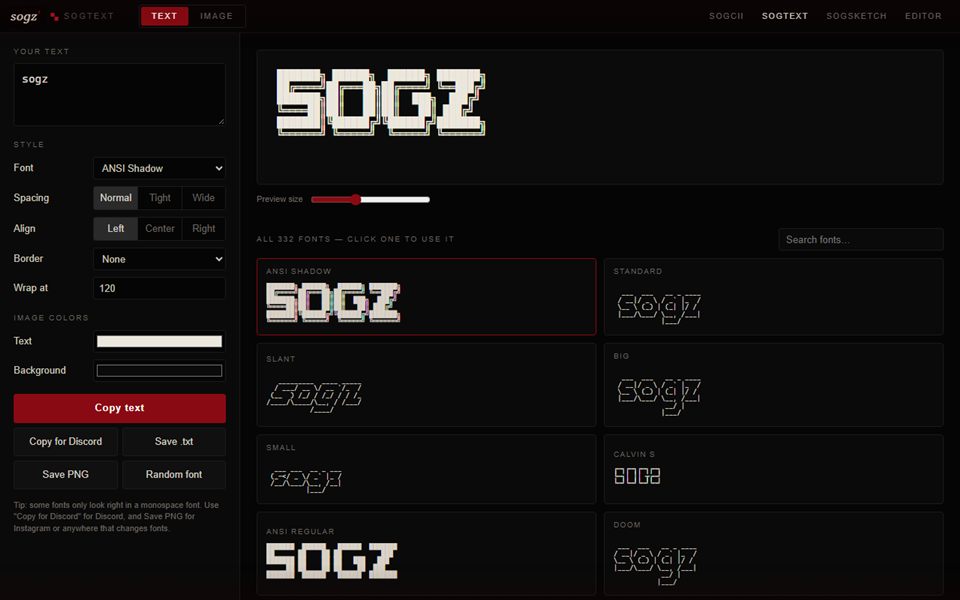 sogz SOGTEXT TEXT IMAGE SOGCII SOGTEXT SOGSKETCH EDITOR
YOUR TEXT
sogz
STYLE
Font ANSI Shadow
Spacing Normal Tight Wide
Align Left Center Right
Border None
Wrap at 120
IMAGE COLORS
Text
Background
Copy text
Copy for Discord Save .txt
Save PNG Random font
Tip: some fonts only look right in a monospace font. Use
"Copy for Discord" for Discord, and Save PNG for
Instagram or anywhere that changes fonts.
SOGZ
Preview size
ALL 332 FONTS — CLICK ONE TO USE IT Search fonts...
ANSI SHADOW STANDARD
SOGZ sogz
SLANT BIG
sogz sogz
SMALL CALVIN S
sogz SOGZ
ANSI REGULAR DOOM
SOGZ sogz